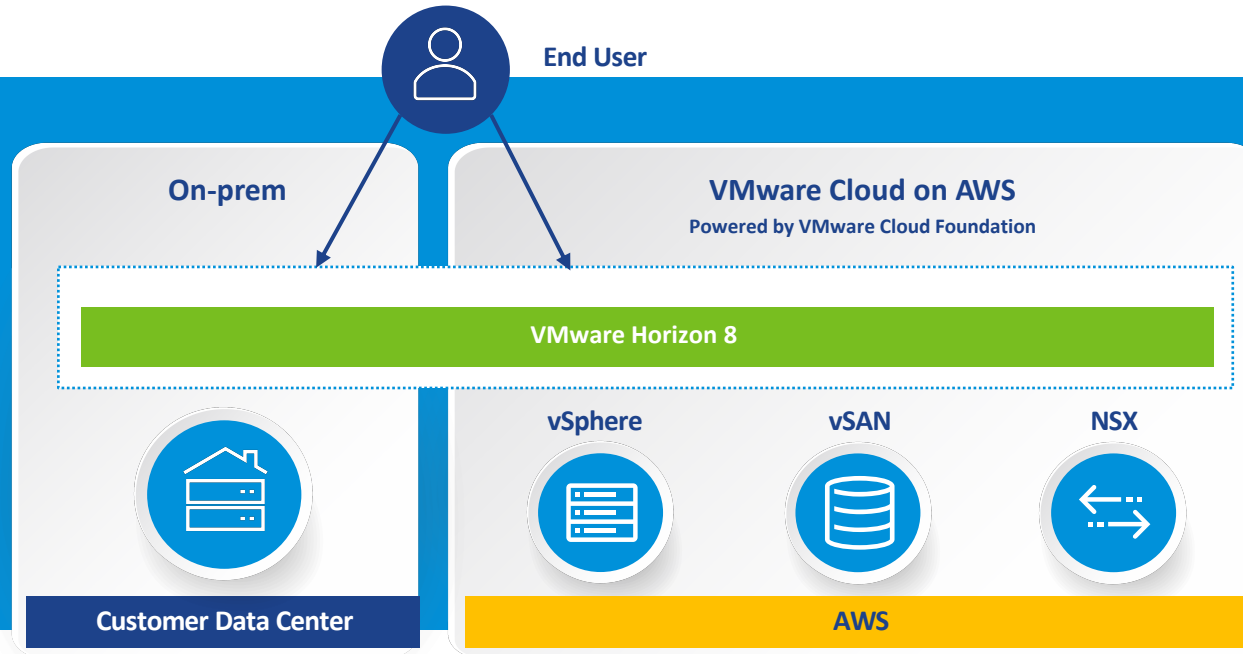 End User
On-prem
VMware Cloud on AWS
Powered by VMware Cloud Foundation
VMware Horizon 8
vSphere
vSAN
NSX
Customer Data Center
AWS